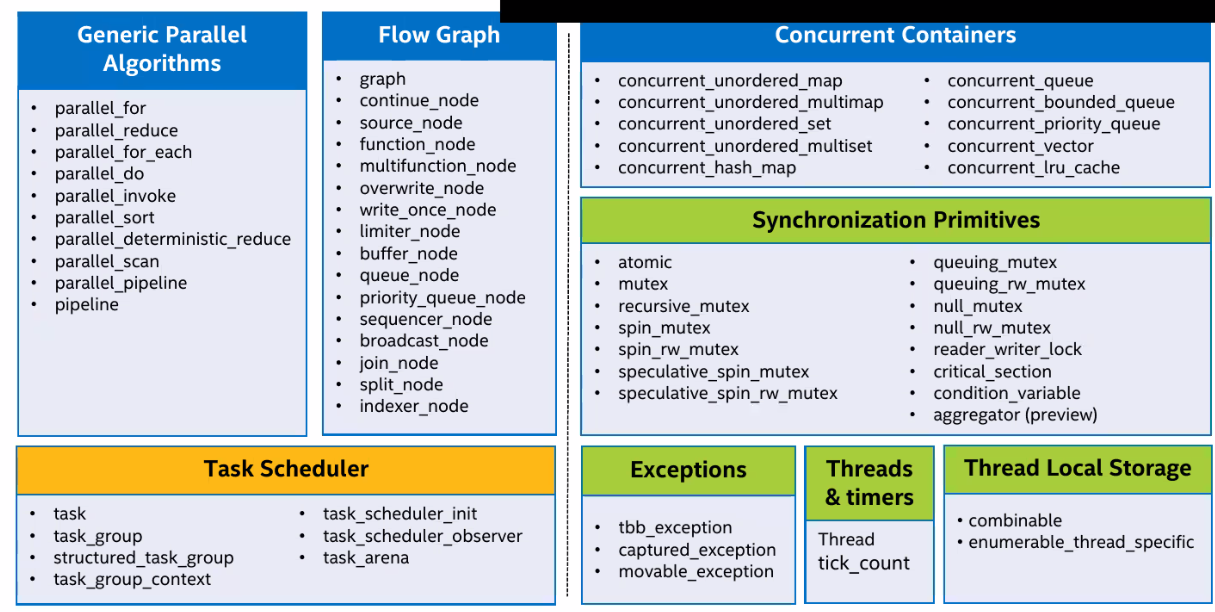 Generic Parallel
Algorithms
• parallel_for
• parallel_reduce
• parallel_for_each
• parallel_do
• parallel_invoke
• parallel_sort
• parallel_deterministic_reduce
• parallel_scan
• parallel_pipeline
• pipeline
Flow Graph
• graph
• continue_node
• source_node
• function_node
• multifunction_node
• overwrite_node
• write_once_node
• limiter_node
• buffer_node
• queue_node
• priority_queue_node
• sequencer_node
• broadcast_node
• join_node
• split_node
• indexer_node
Concurrent Containers
• concurrent_unordered_map
• concurrent_unordered_multimap
• concurrent_unordered_set
• concurrent_unordered_multiset
• concurrent_hash_map
• concurrent_queue
• concurrent_bounded_queue
• concurrent_priority_queue
• concurrent_vector
• concurrent_lru_cache
Synchronization Primitives
• atomic
• mutex
• recursive_mutex
• spin_mutex
• spin_rw_mutex
• speculative_spin_mutex
• speculative_spin_rw_mutex
• queuing_mutex
• queuing_rw_mutex
• null_mutex
• null_rw_mutex
• reader_writer_lock
• critical_section
• condition_variable
• aggregator (preview)
Task Scheduler
• task
• task_group
• structured_task_group
• task_group_context
• task_scheduler_init
• task_scheduler_observer
• task_arena
Exceptions
• tbb_exception
• captured_exception
• movable_exception
Threads
& timers
Thread
tick_count
Thread Local Storage
• combinable
• enumerable_thread_specific